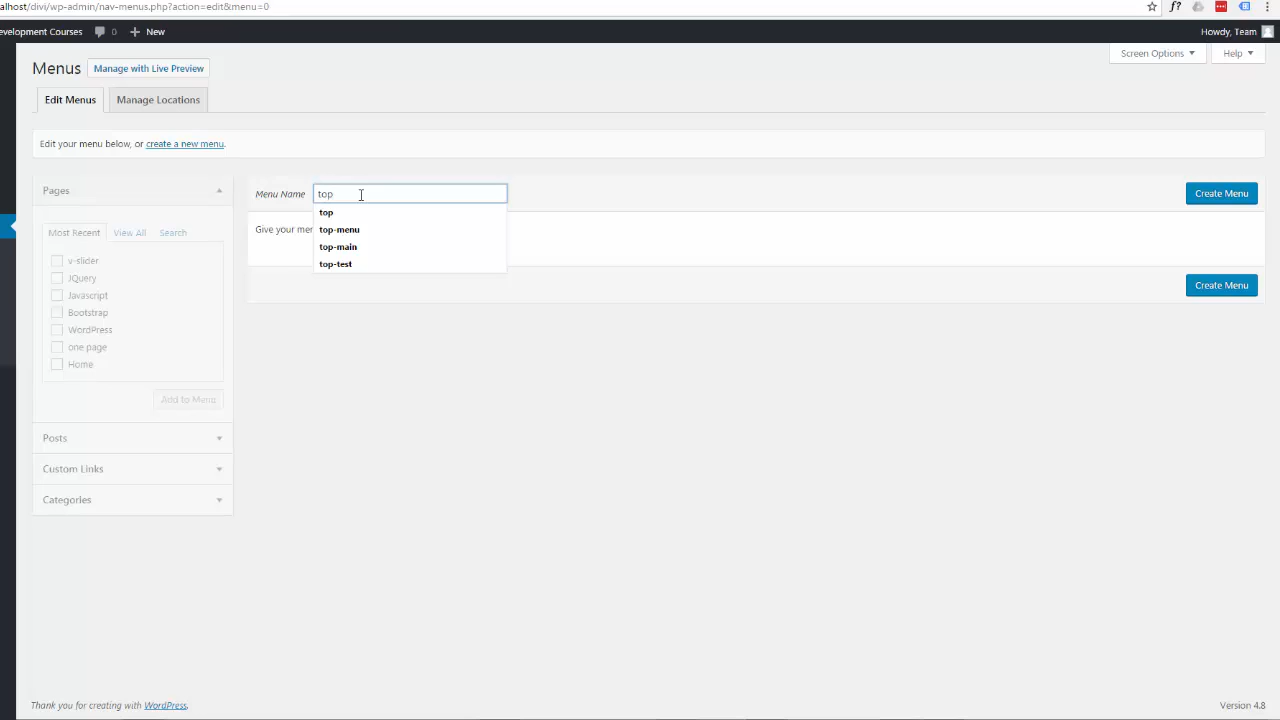 alhost/divi/wp-admin/nav-menus.php?action=edit&menu=0
evelopment Courses 0 New Howdy, Team
Menus Manage with Live Preview Screen Options Help
Edit Menus Manage Locations
Edit your menu below, or create a new menu.
Pages
Most Recent View All Search
v-slider
JQuery
Javascript
Bootstrap
WordPress
one page
Home
Add to Menu
Posts
Custom Links
Categories
Menu Name top Create Menu
top
top-menu
top-main
top-test
Give your mer
Create Menu
Thank you for creating with WordPress. Version 4.8